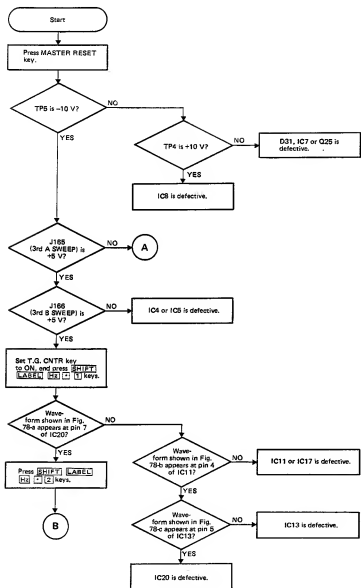 Start
Press MASTER RESET
key.
TP5 is –10 V?
NO
YES
TP4 is +10 V?
NO
D31, IC7 or Q25 is
defective.
YES
IC8 is defective.
J165
(3rd A SWEEP) is
+5 V?
NO
A
YES
J166
(3rd B SWEEP) is
+5 V?
NO
IC4 or IC5 is defective.
YES
Set T.G. CNTR key
to ON, and press SHIFT
LABEL Hz • 1 keys.
Wave-
form shown in Fig.
78-a appears at pin 7
of IC20?
NO
YES
Wave-
form shown in Fig.
78-b appears at pin 4
of IC11?
NO
IC11 or IC17 is defective.
Press SHIFT LABEL
Hz • 2 keys.
YES
B
Wave-
form shown in Fig.
78-c appears at pin 5
of IC13?
NO
IC13 is defective.
YES
IC20 is defective.